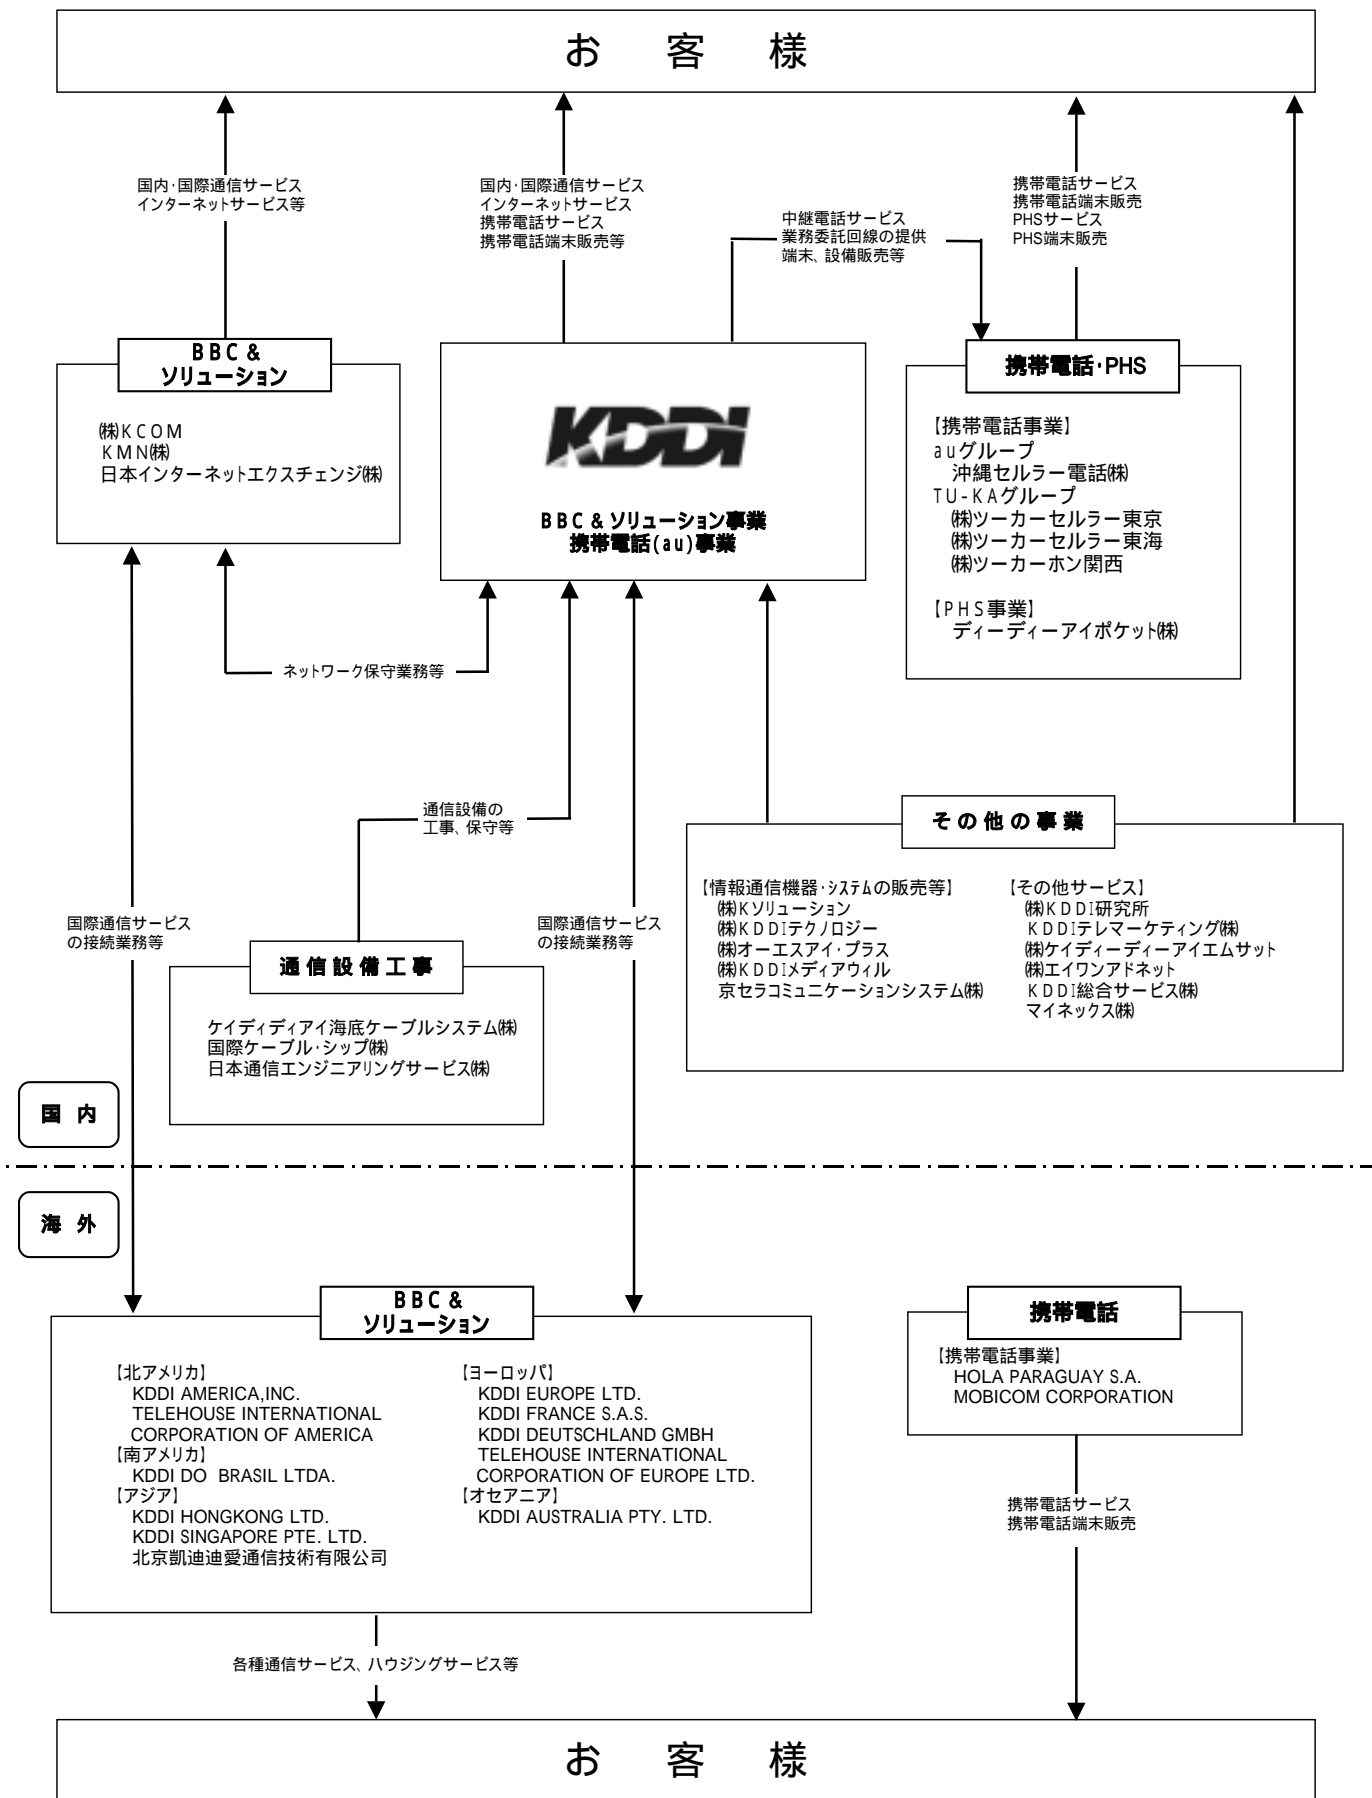 お 客 様
国内･国際通信サービス
インターネットサービス等
国内･国際通信サービス
インターネットサービス
携帯電話サービス
携帯電話端末販売等
中継電話サービス
業務委託回線の提供
端末、設備販売等
携帯電話サービス
携帯電話端末販売
PHSサービス
PHS端末販売
BBC &
ソリューション
㈱KCOM
KMN㈱
日本インターネットエクスチェンジ㈱
KDDI
BBC & ソリューション事業
携帯電話(au)事業
携帯電話･PHS
【携帯電話事業】
auグループ
沖縄セルラー電話㈱
TU-KAグループ
㈱ツーカーセルラー東京
㈱ツーカーセルラー東海
㈱ツーカーホン関西
【PHS事業】
ディーディーアイポケット㈱
ネットワーク保守業務等
通信設備の
工事、保守等
国際通信サービス
の接続業務等
国際通信サービス
の接続業務等
通信設備工事
ケイディディアイ海底ケーブルシステム㈱
国際ケーブル･シップ㈱
日本通信エンジニアリングサービス㈱
その他の事業
【情報通信機器･システムの販売等】
㈱Kソリューション
㈱KDDIテクノロジー
㈱オーエスアイ･プラス
㈱KDDIメディアウィル
京セラコミュニケーションシステム㈱
【その他サービス】
㈱KDDI研究所
KDDIテレマーケティング㈱
㈱ケイディーディーアイエムサット
㈱エイワンアドネット
KDDI総合サービス㈱
マイネックス㈱
国 内
海 外
BBC &
ソリューション
【北アメリカ】
KDDI AMERICA,INC.
TELEHOUSE INTERNATIONAL
CORPORATION OF AMERICA
【南アメリカ】
KDDI DO BRASIL LTDA.
【アジア】
KDDI HONGKONG LTD.
KDDI SINGAPORE PTE. LTD.
北京凱迪迪愛通信技術有限公司
【ヨーロッパ】
KDDI EUROPE LTD.
KDDI FRANCE S.A.S.
KDDI DEUTSCHLAND GMBH
TELEHOUSE INTERNATIONAL
CORPORATION OF EUROPE LTD.
【オセアニア】
KDDI AUSTRALIA PTY. LTD.
携帯電話
【携帯電話事業】
HOLA PARAGUAY S.A.
MOBICOM CORPORATION
携帯電話サービス
携帯電話端末販売
各種通信サービス、ハウジングサービス等
お 客 様